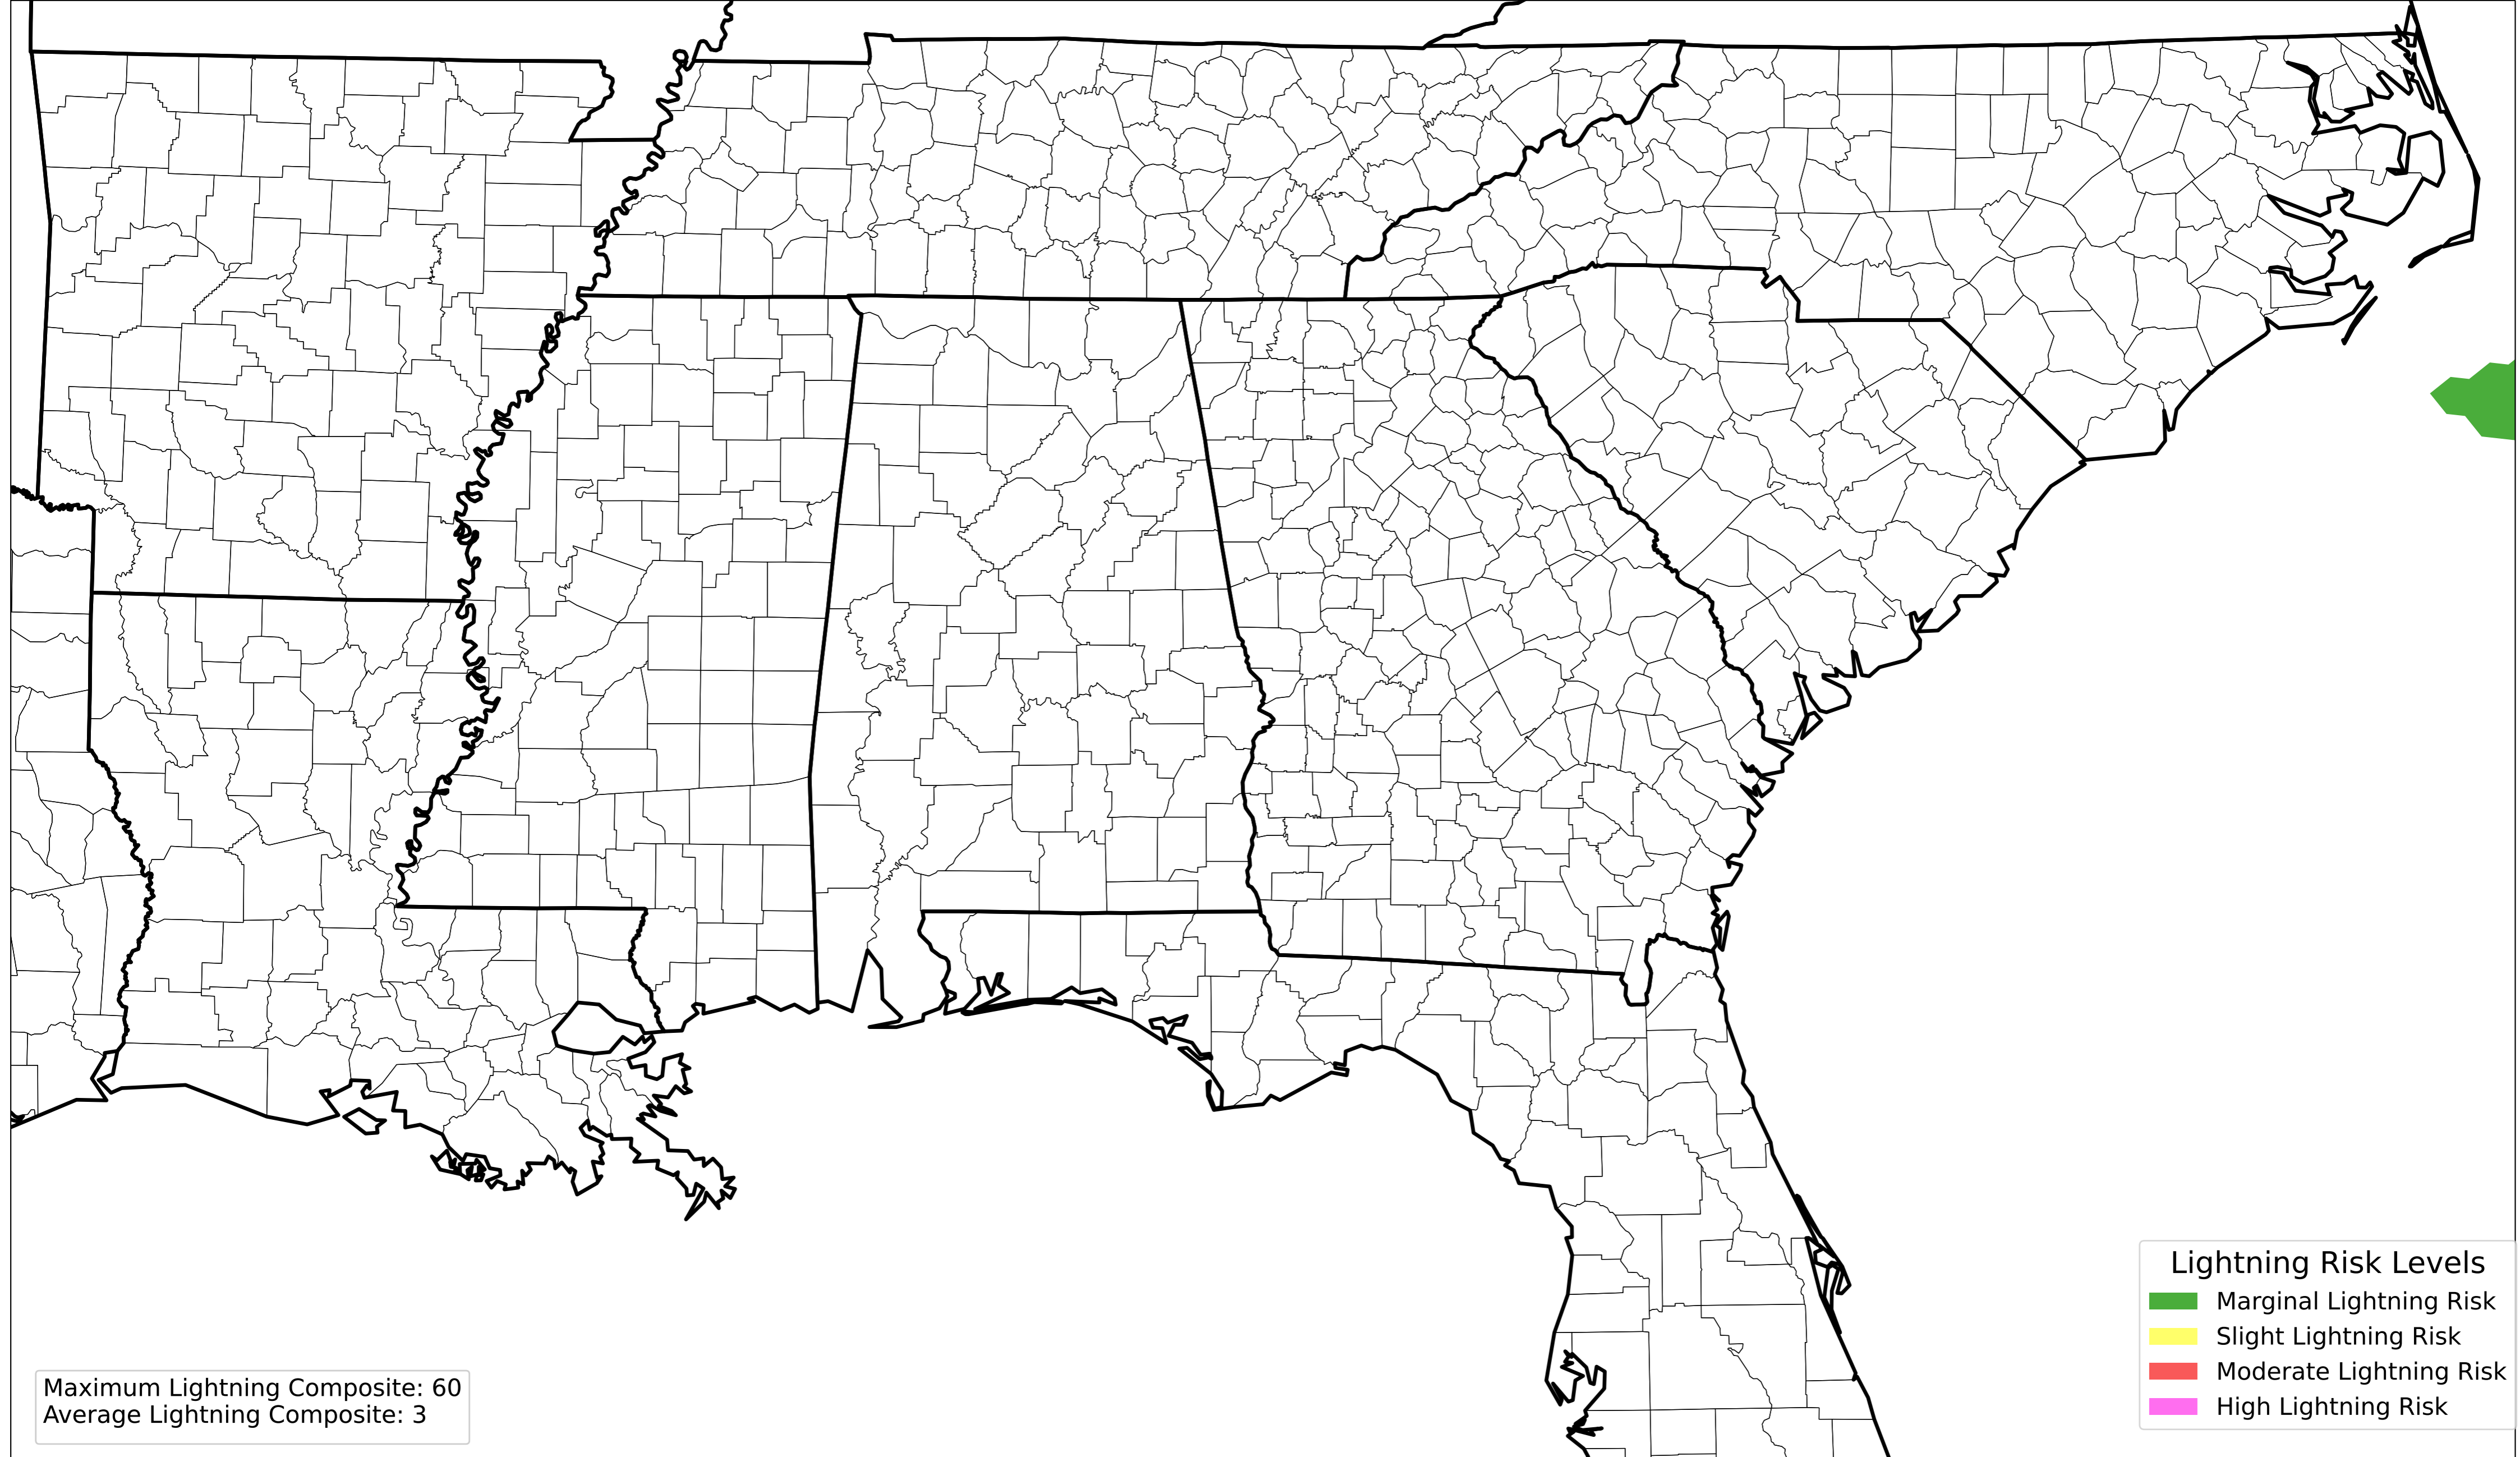 Lightning Risk Levels
Marginal Lightning Risk
Slight Lightning Risk
Moderate Lightning Risk
High Lightning Risk
Maximum Lightning Composite: 60
Average Lightning Composite: 3